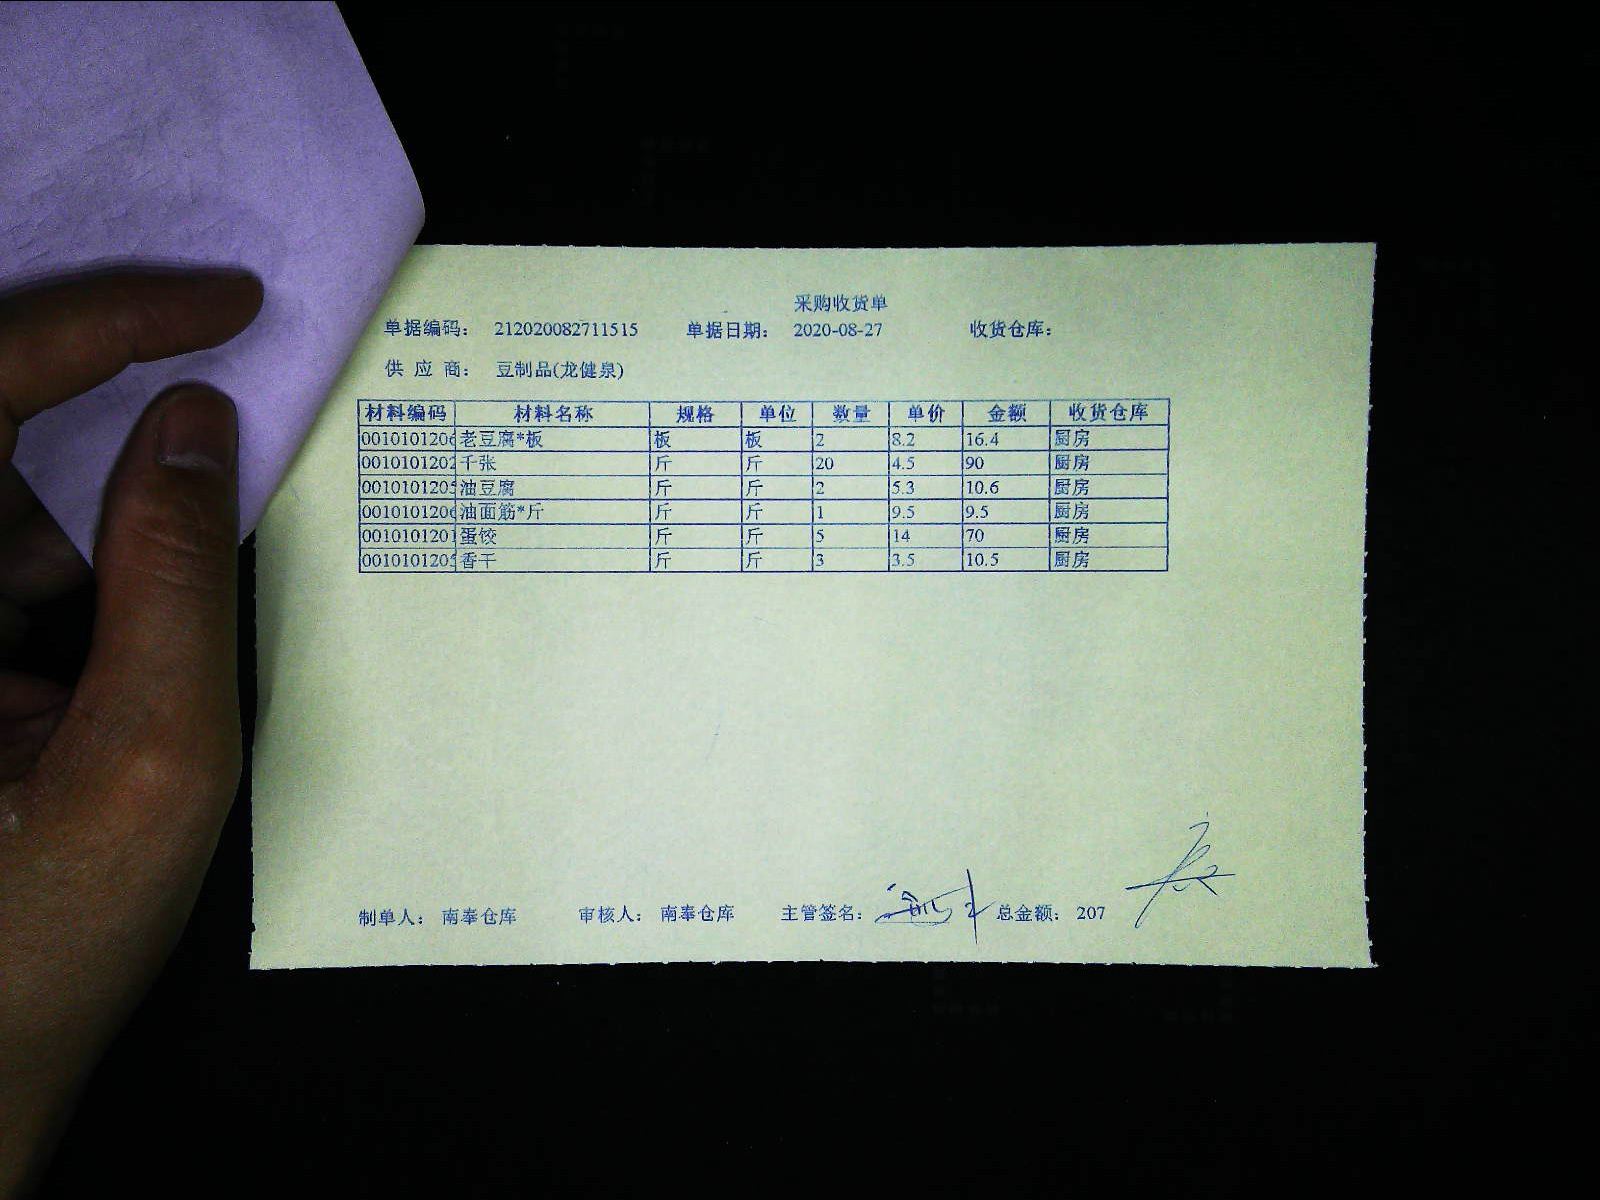 采购收货单
单据编码： 212020082711515 单据日期： 2020-08-27 收货仓库：
供 应 商： 豆制品(龙健泉)
材料编码 材料名称 规格 单位 数量 单价 金额 收货仓库
0010101206 老豆腐*板 板 板 2 8.2 16.4 厨房
0010101202 千张 斤 斤 20 4.5 90 厨房
0010101205 油豆腐 斤 斤 2 5.3 10.6 厨房
0010101206 油面筋*斤 斤 斤 1 9.5 9.5 厨房
0010101201 蛋饺 斤 斤 5 14 70 厨房
0010101205 香干 斤 斤 3 3.5 10.5 厨房
制单人： 南奉仓库 审核人： 南奉仓库 主管签名： 总金额： 207